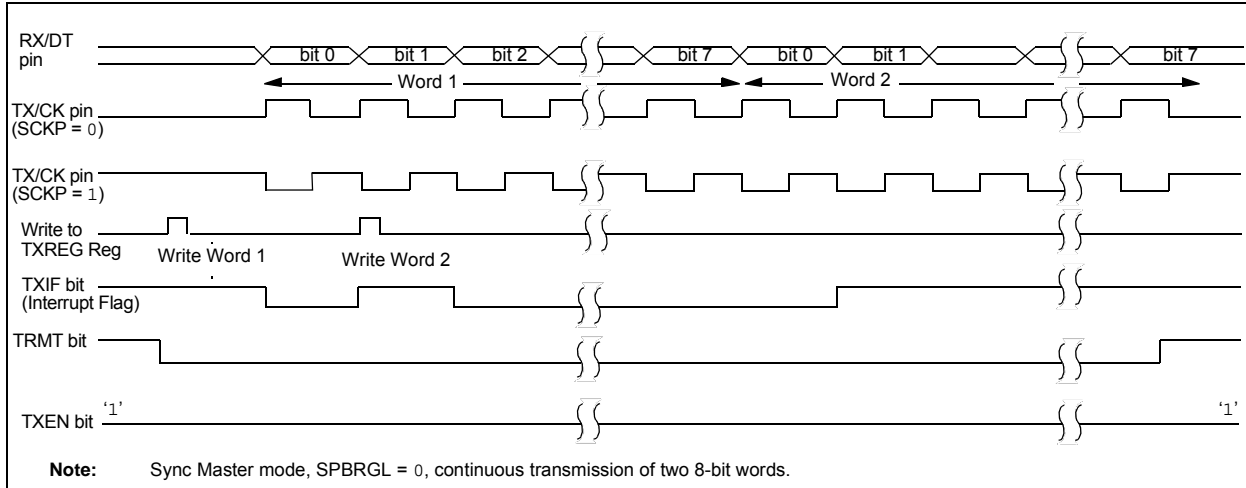 RX/DT
pin
bit 0 bit 1 bit 2 bit 7 bit 0 bit 1 bit 7
Word 1 Word 2
TX/CK pin
(SCKP = 0)
TX/CK pin
(SCKP = 1)
Write to
TXREG Reg
Write Word 1 Write Word 2
TXIF bit
(Interrupt Flag)
TRMT bit
TXEN bit ‘1’ ‘1’
Note: Sync Master mode, SPBRGL = 0, continuous transmission of two 8-bit words.